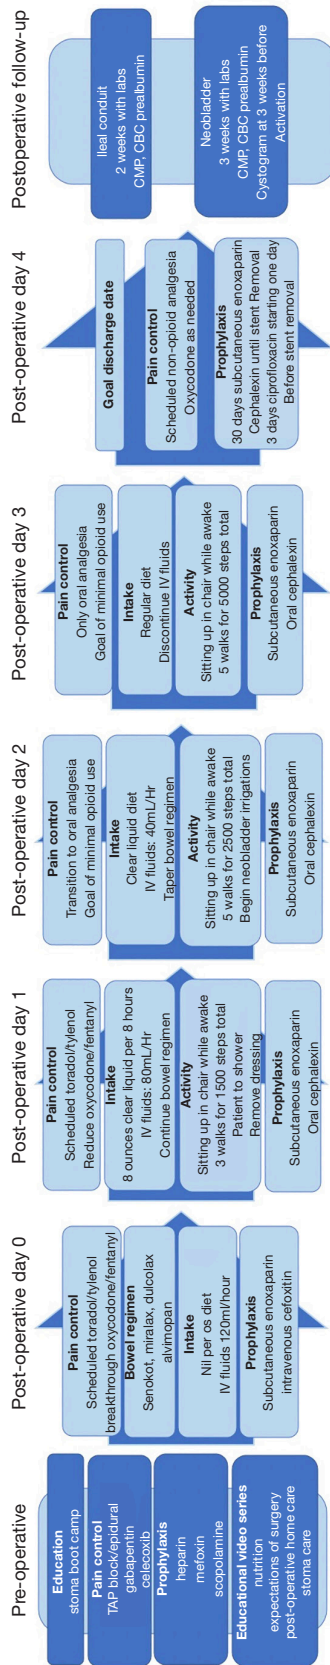 Pre-operative
Education
stoma boot camp
Pain control
TAP block/epidural
gabapentin
celecoxib
Prophylaxis
heparin
mefoxin
scopolamine
Educational video series
nutrition
expectations of surgery
post-operative home care
stoma care
Post-operative day 0
Pain control
Scheduled torado/tylenol
breakthrough oxycodone/fentanyl
Bowel regimen
Senokot, miralax, dulcolax
alvimopan
Intake
Nil per os diet
IV fluids 120ml/hour
Prophylaxis
Subcutaneous enoxaparin
intravenous cefoxitin
Post-operative day 1
Pain control
Scheduled torado/tylenol
Reduce oxycodone/fentanyl
Intake
8 ounces clear liquid per 8 hours
IV fluids: 80mL/Hr
Continue bowel regimen
Activity
Sitting up in chair while awake
3 walks for 1500 steps total
Patient to shower
Remove dressing
Prophylaxis
Subcutaneous enoxaparin
Oral cephalexin
Post-operative day 2
Pain control
Transition to oral analgesia
Goal of minimal opioid use
Intake
Clear liquid diet
IV fluids: 40mL/Hr
Taper bowel regimen
Activity
Sitting up in chair while awake
5 walks for 2500 steps total
Begin neobladder irrigations
Prophylaxis
Subcutaneous enoxaparin
Oral cephalexin
Post-operative day 3
Pain control
Only oral analgesia
Goal of minimal opioid use
Intake
Regular diet
Discontinue IV fluids
Activity
Sitting up in chair while awake
5 walks for 5000 steps total
Prophylaxis
Subcutaneous enoxaparin
Oral cephalexin
Post-operative day 4
Goal discharge date
Pain control
Scheduled non-opioid analgesia
Oxycodone as needed
Prophylaxis
30 days subcutaneous enoxaparin
Cephalexin until stent Removal
3 days ciprofloxacin starting one day
Before stent removal
Postoperative follow-up
Ileal conduit
2 weeks with labs
CMP, CBC prealbumin
Neobladder
3 weeks with labs
CMP, CBC prealbumin
Cystogram at 3 weeks before
Activation